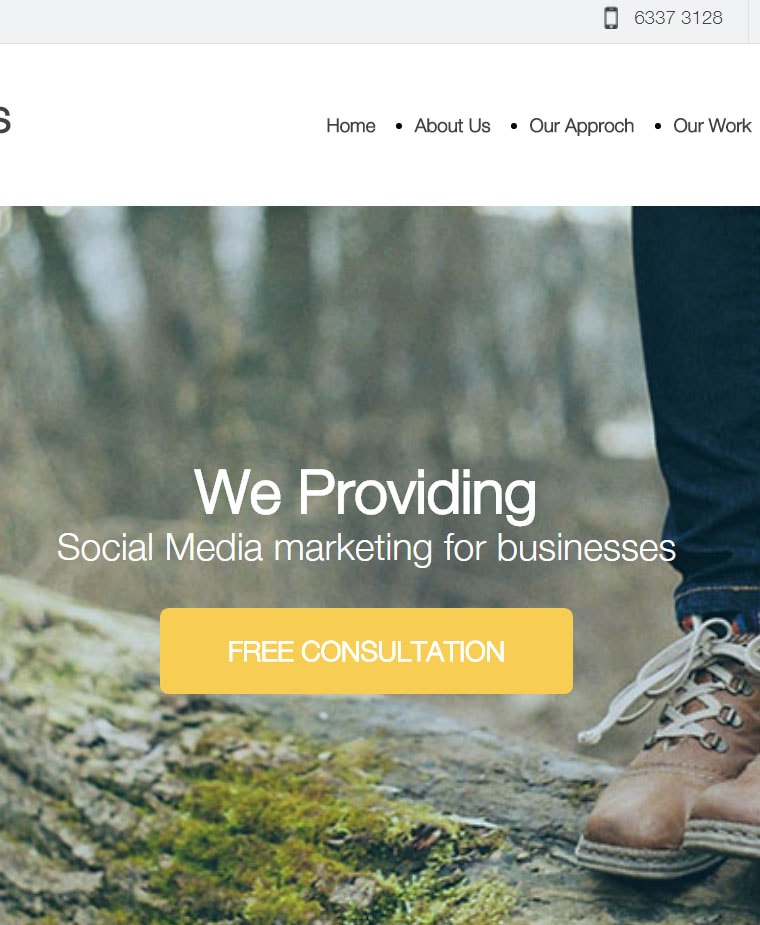 6337 3128
s
Home • About Us • Our Approch • Our Work
We Providing
Social Media marketing for businesses
FREE CONSULTATION